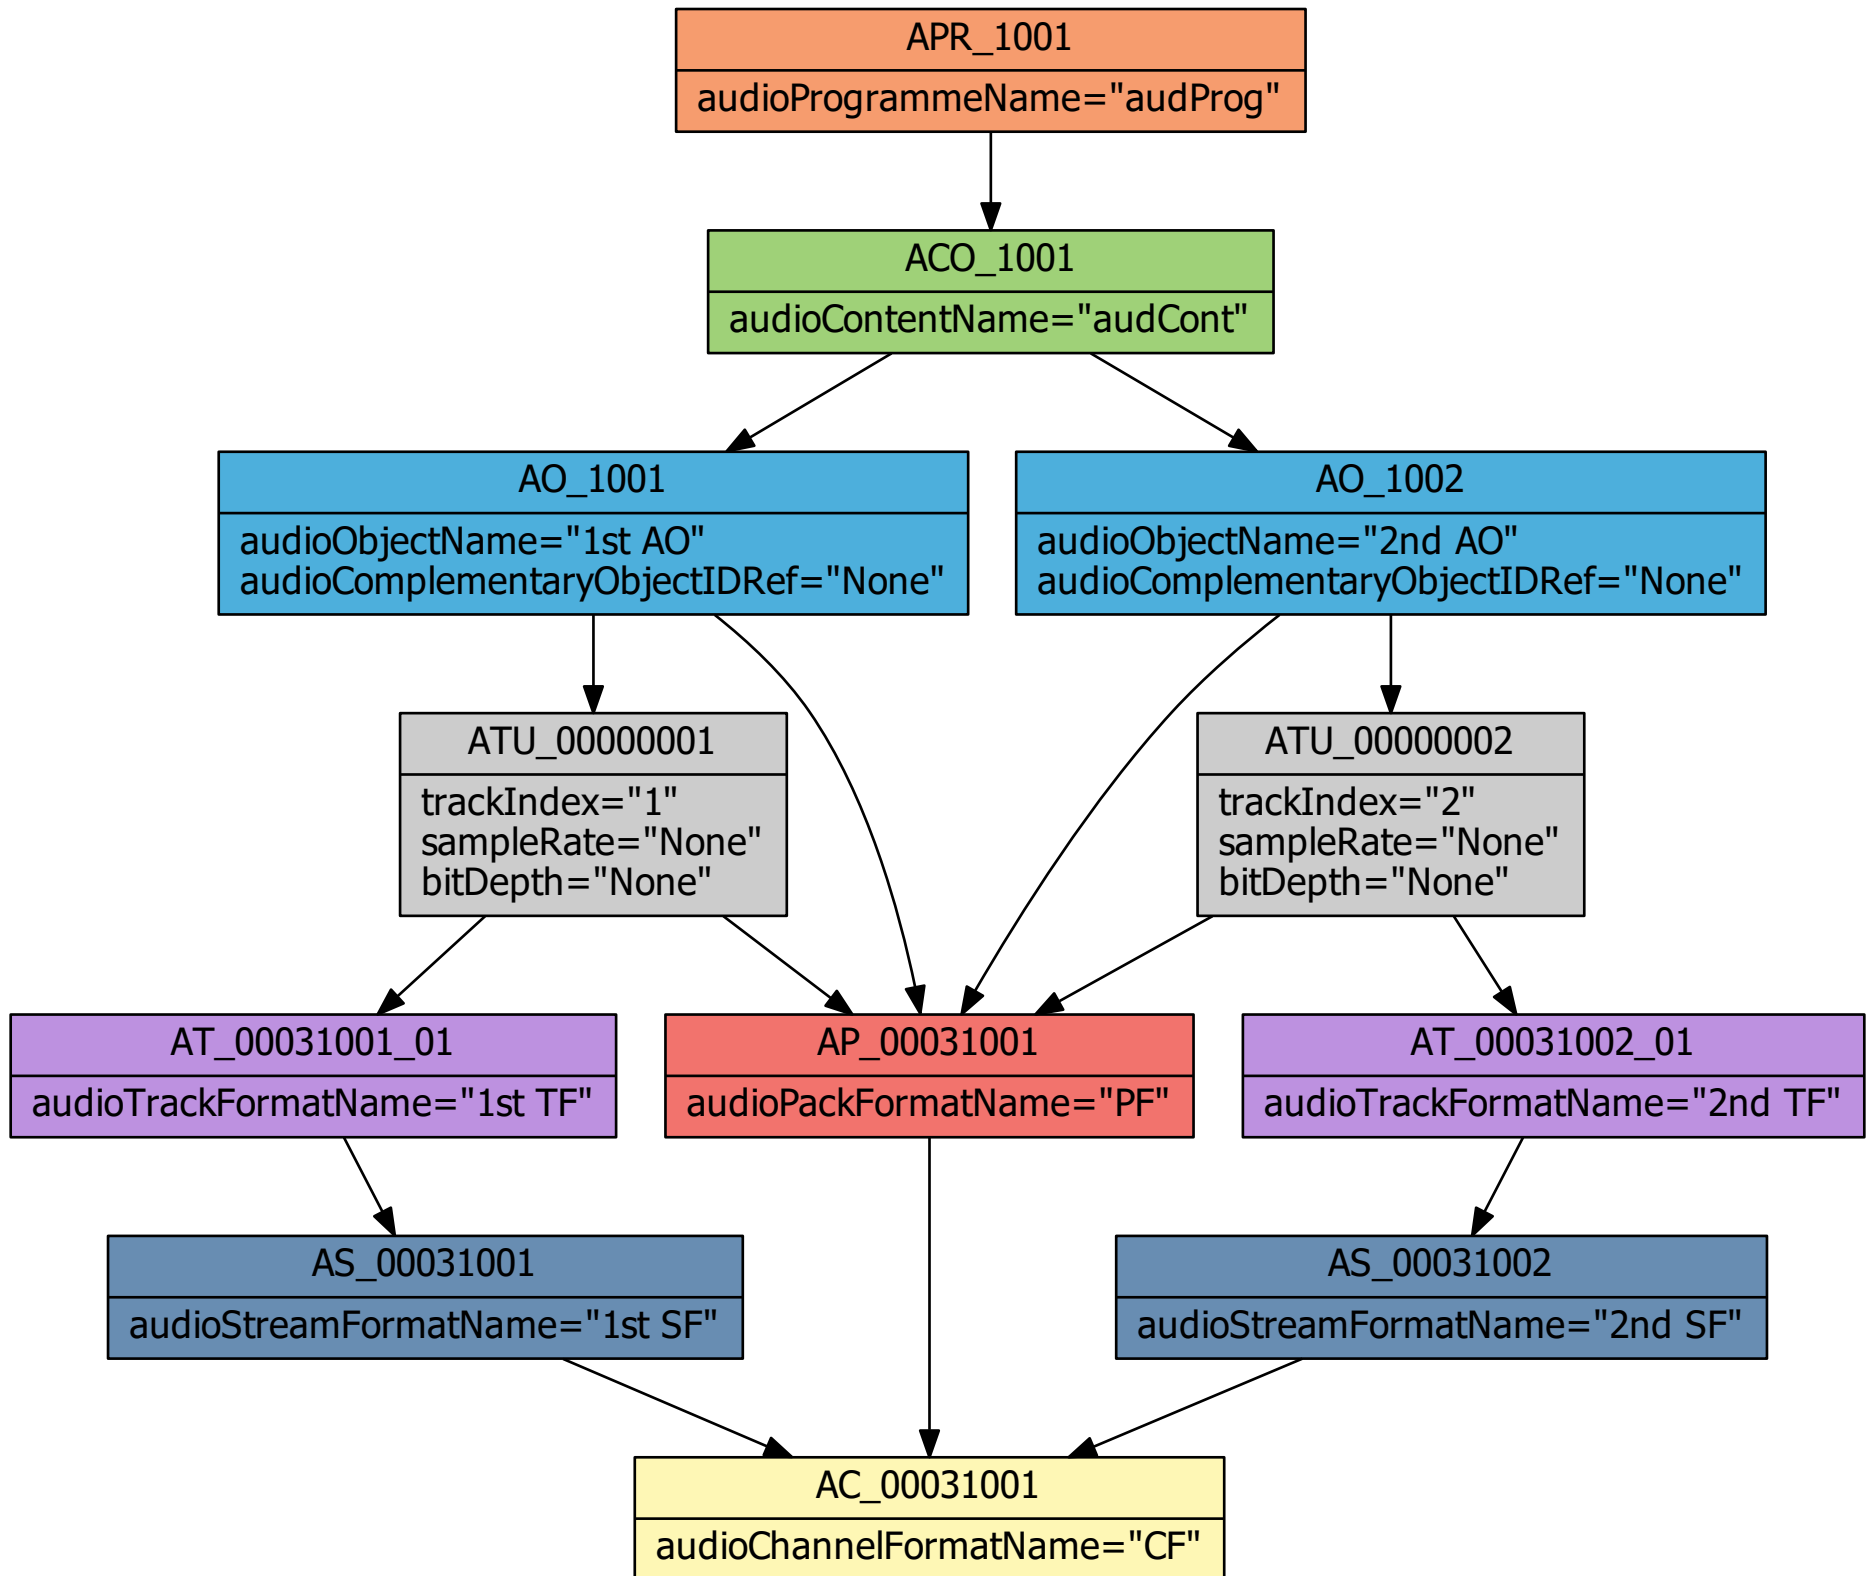 APR_1001
audioProgrammeName="audProg"
ACO_1001
audioContentName="audCont"
AO_1001
audioObjectName="1st AO"
audioComplementaryObjectIDRef="None"
AO_1002
audioObjectName="2nd AO"
audioComplementaryObjectIDRef="None"
ATU_00000001
trackIndex="1"
sampleRate="None"
bitDepth="None"
ATU_00000002
trackIndex="2"
sampleRate="None"
bitDepth="None"
AT_00031001_01
audioTrackFormatName="1st TF"
AP_00031001
audioPackFormatName="PF"
AT_00031002_01
audioTrackFormatName="2nd TF"
AS_00031001
audioStreamFormatName="1st SF"
AS_00031002
audioStreamFormatName="2nd SF"
AC_00031001
audioChannelFormatName="CF"